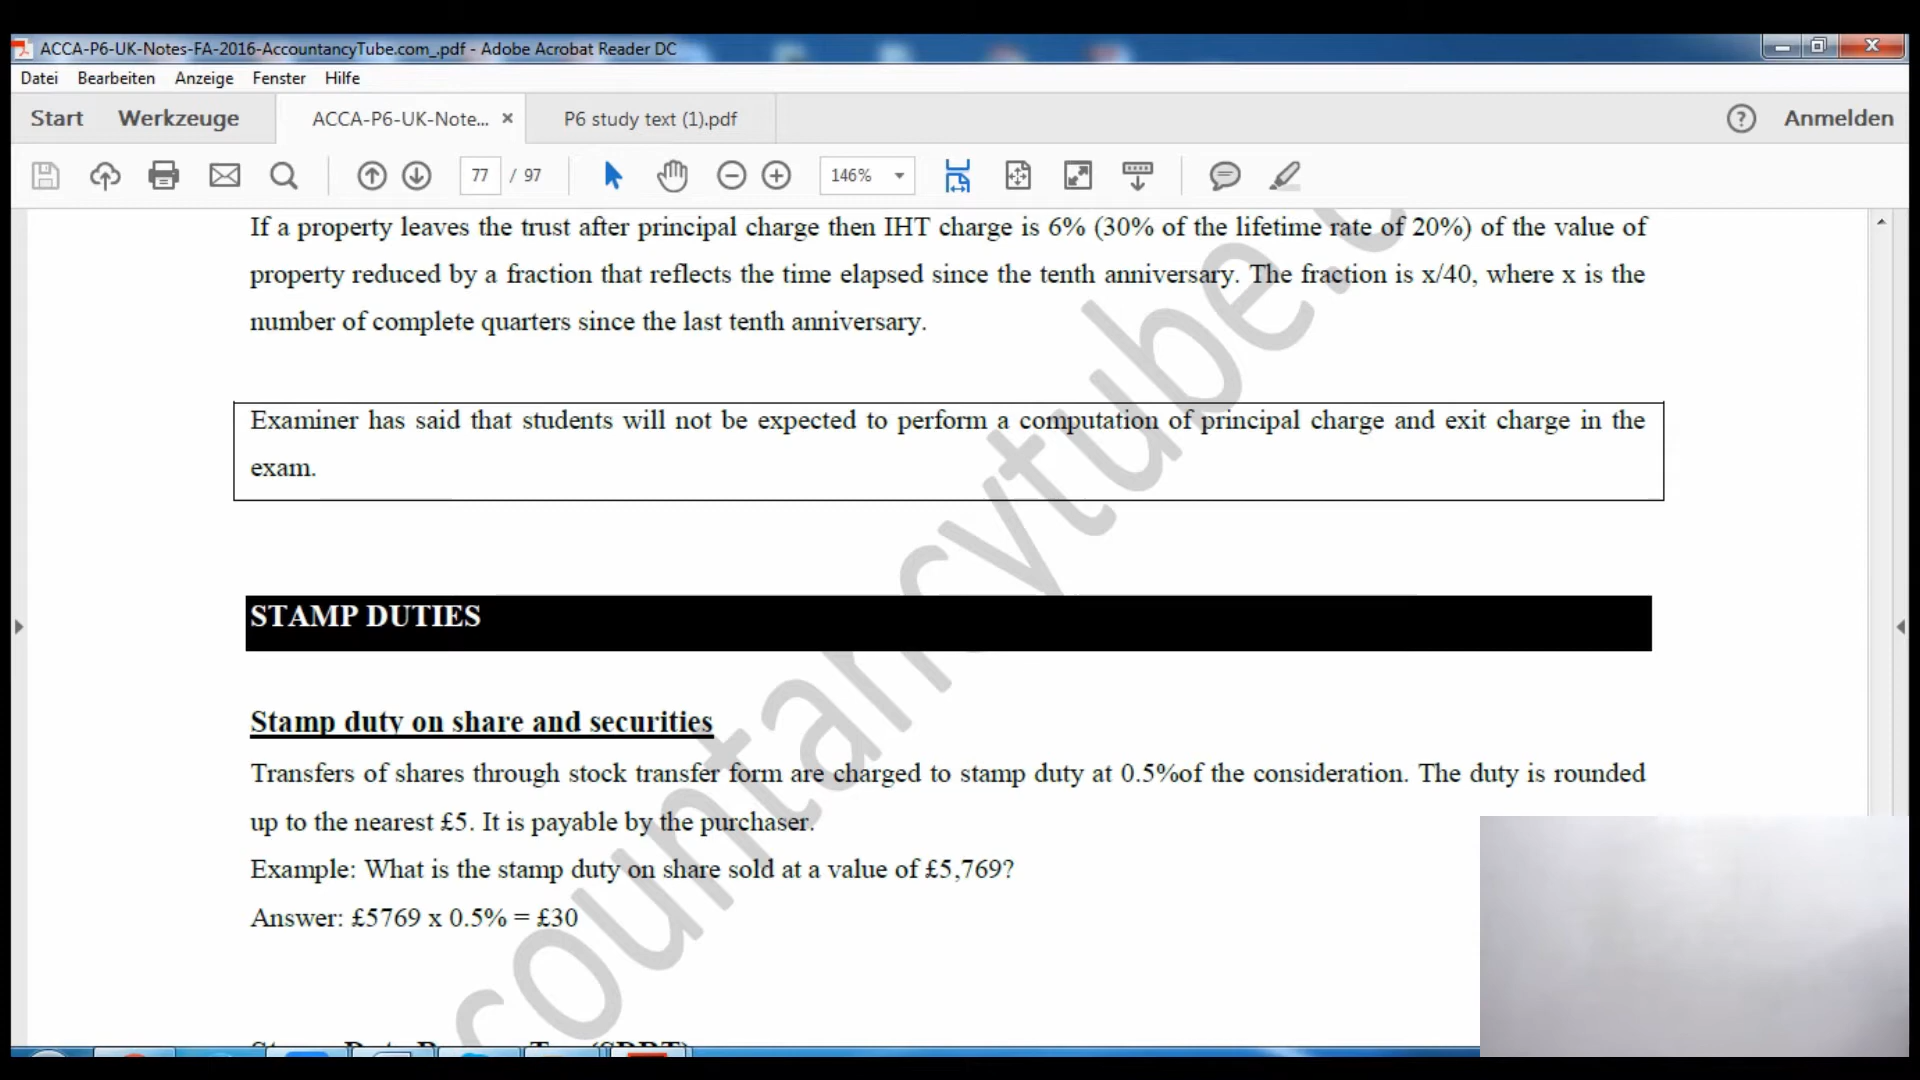 ACCA-P6-UK-Notes-FA-2016-AccountancyTube.com_.pdf - Adobe Acrobat Reader DC
Datei Bearbeiten Anzeige Fenster Hilfe
Start Werkzeuge ACCA-P6-UK-Note... × P6 study text (1).pdf ? Anmelden
77 / 97 146%
If a property leaves the trust after principal charge then IHT charge is 6% (30% of the lifetime rate of 20%) of the value of
property reduced by a fraction that reflects the time elapsed since the tenth anniversary. The fraction is x/40, where x is the
number of complete quarters since the last tenth anniversary.
Examiner has said that students will not be expected to perform a computation of principal charge and exit charge in the
exam.
STAMP DUTIES
Stamp duty on share and securities
Transfers of shares through stock transfer form are charged to stamp duty at 0.5%of the consideration. The duty is rounded
up to the nearest £5. It is payable by the purchaser.
Example: What is the stamp duty on share sold at a value of £5,769?
Answer: £5769 x 0.5% = £30
countancytube.c